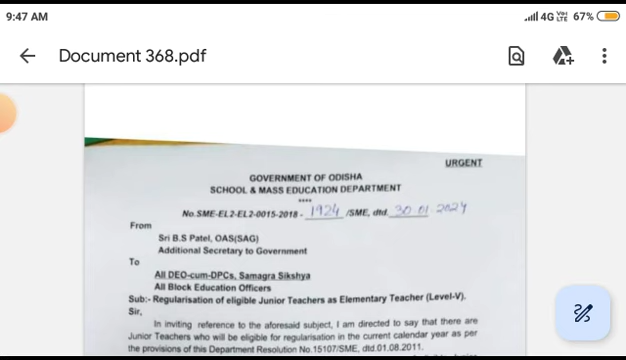 9:47 AM
4G VoI LTE 67%
Document 368.pdf
URGENT
GOVERNMENT OF ODISHA
SCHOOL & MASS EDUCATION DEPARTMENT
****
No.SME-EL2-EL2-0015-2018 - 1924 /SME, dtd. 30.01.2024
From
Sri B.S Patel, OAS(SAG)
Additional Secretary to Government
To
All DEO-cum-DPCs, Samagra Sikshya
All Block Education Officers
Sub:- Regularisation of eligible Junior Teachers as Elementary Teacher (Level-V).
Sir,
In inviting reference to the aforesaid subject, I am directed to say that there are
Junior Teachers who will be eligible for regularisation in the current calendar year as per
the provisions of this Department Resolution No.15107/SME, dtd.01.08.2011.